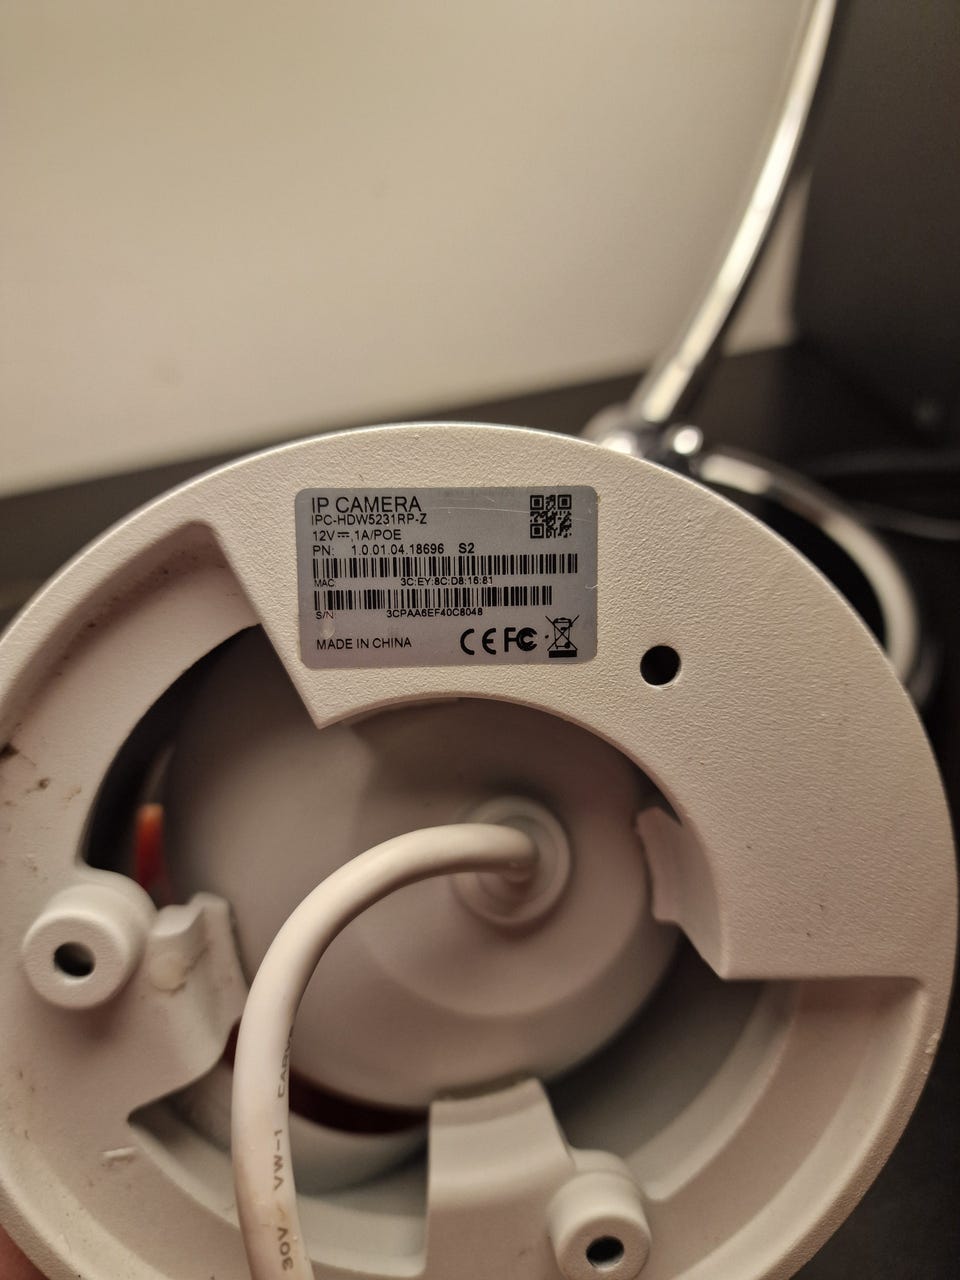 IP CAMERA
IPC-HDW5231RP-Z
12V⎓,1A/POE
PN: 1.0.01.04.18696 S2
MAC 3C:EY:8C:D8:16:81
S/N 3CPAA6EF40C8048
MADE IN CHINA
CE FC
VW-1
30V